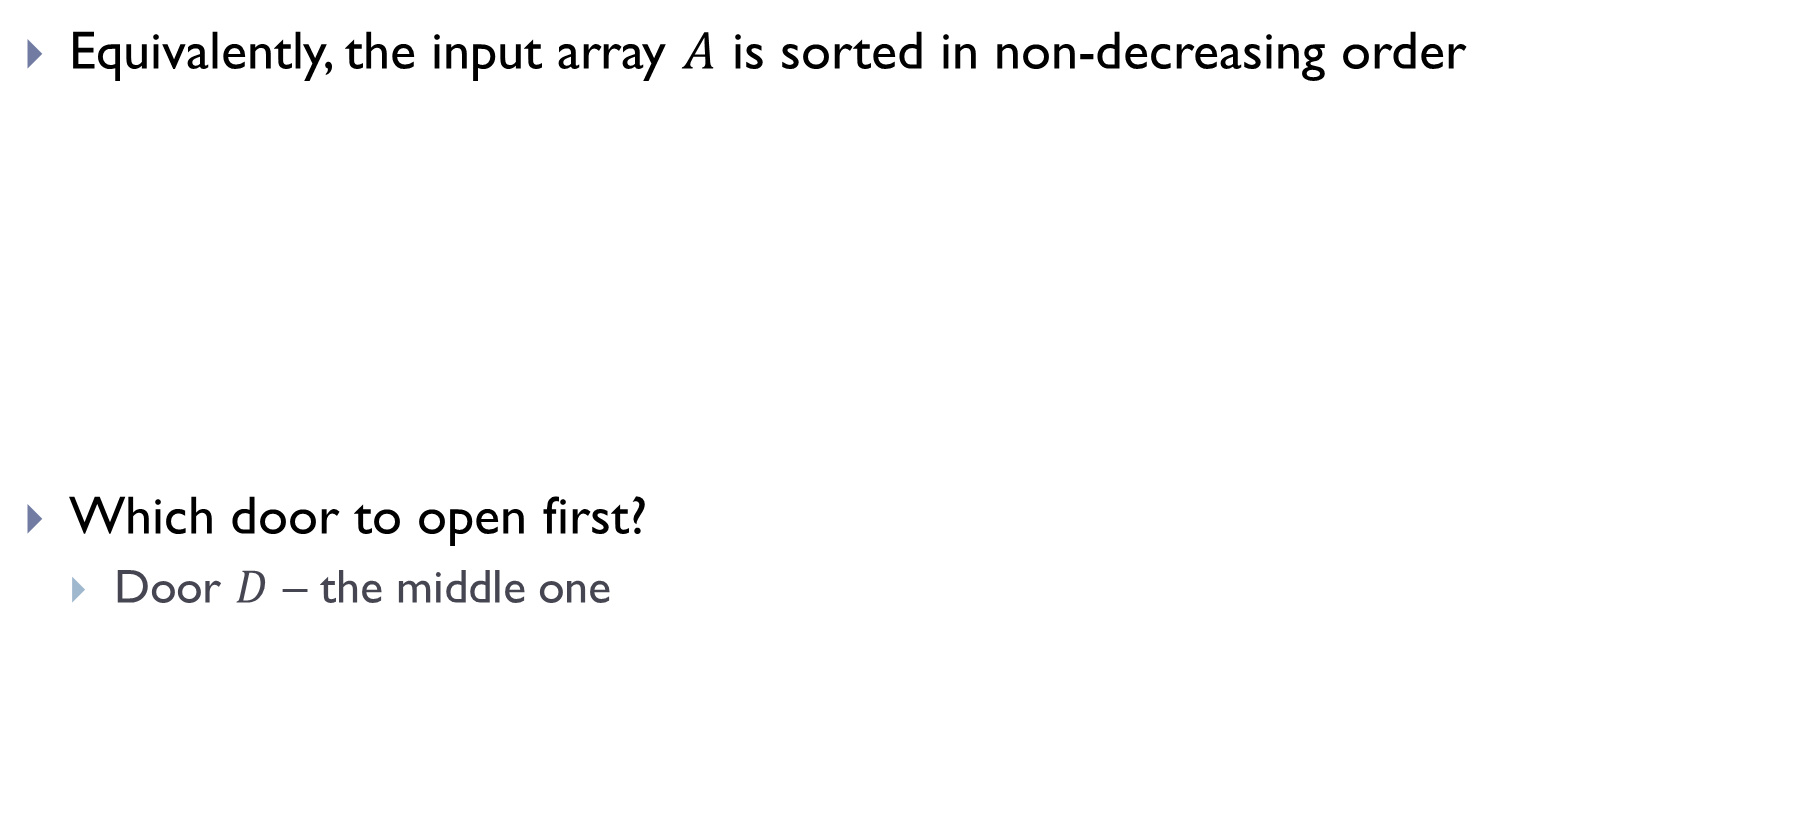 Equivalently, the input array A is sorted in non-decreasing order
Which door to open first?
Door D – the middle one